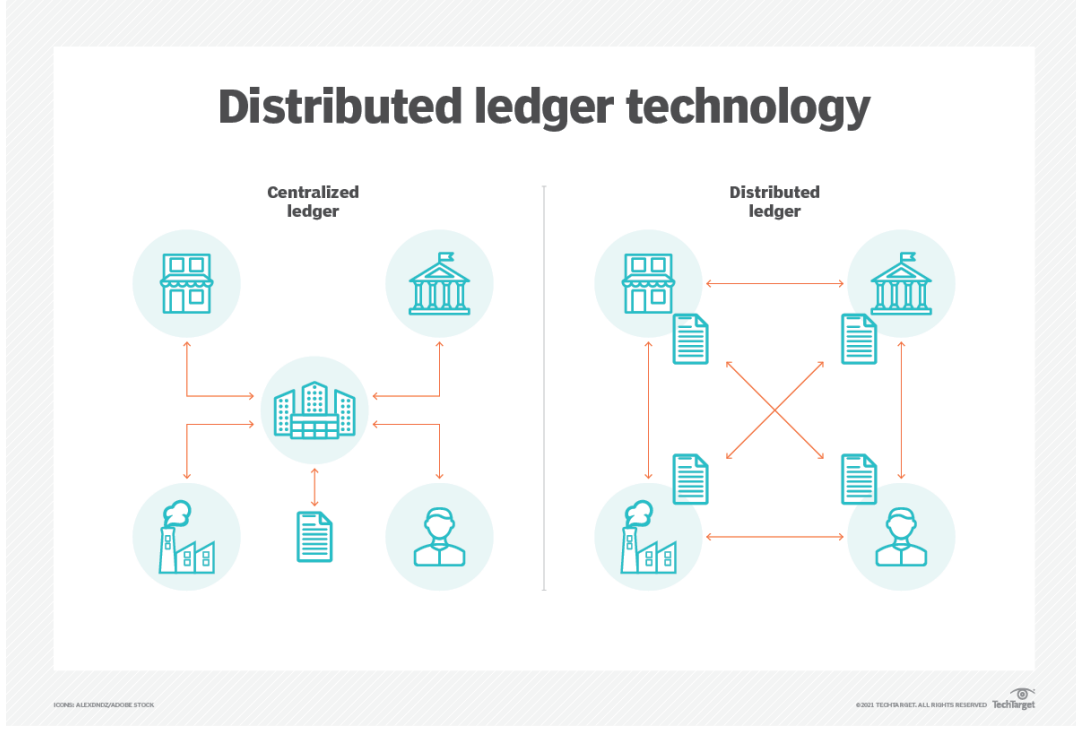 Distributed ledger technology
Centralized
ledger
Distributed
ledger
ICONS: ALEXDNDZ/ADOBE STOCK
©2021 TECHTARGET. ALL RIGHTS RESERVED
TechTarget